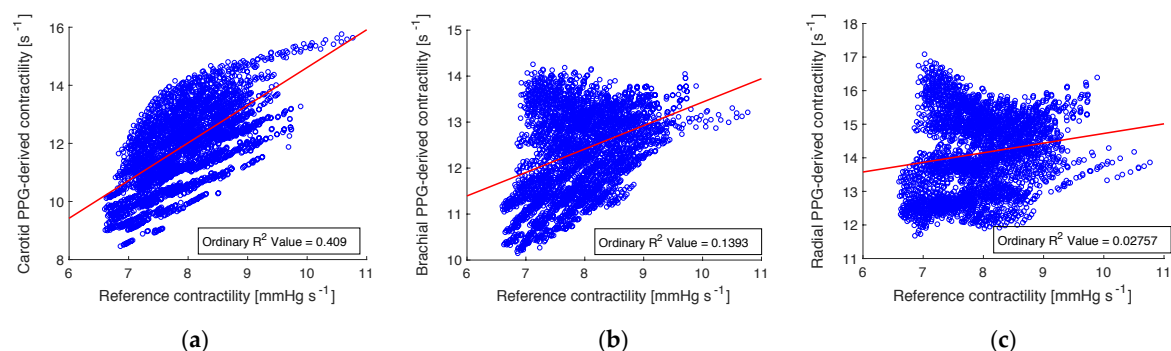 (a)
Carotid PPG-derived contractility [s⁻¹]
16
14
12
10
8
6 7 8 9 10 11
Ordinary R² Value = 0.409
Reference contractility [mmHg s⁻¹]
(b)
Brachial PPG-derived contractility [s⁻¹]
15
14
13
12
11
10
6 7 8 9 10 11
Ordinary R² Value = 0.1393
Reference contractility [mmHg s⁻¹]
(c)
Radial PPG-derived contractility [s⁻¹]
18
17
16
15
14
13
12
11
6 7 8 9 10 11
Ordinary R² Value = 0.02757
Reference contractility [mmHg s⁻¹]